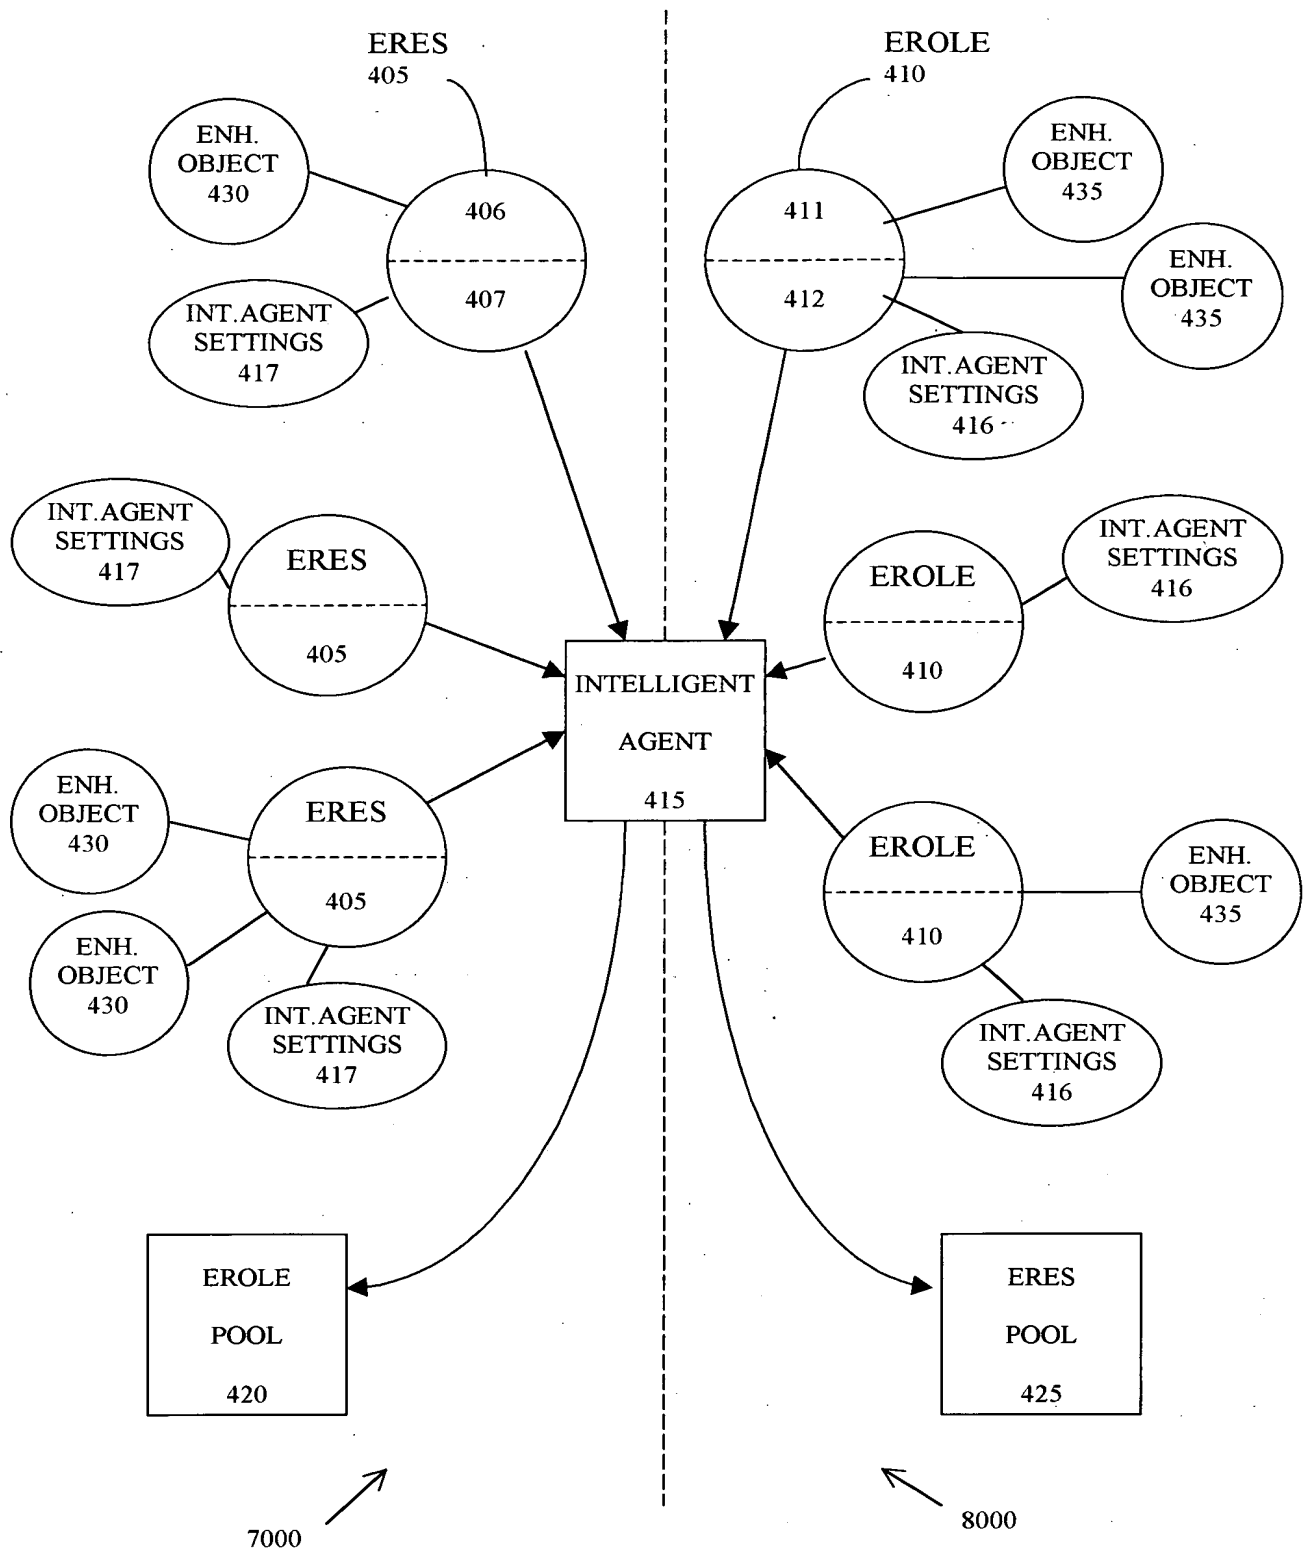 ERES
405
EROLE
410
ENH.
OBJECT
430
406
407
INT.AGENT
SETTINGS
417
411
412
ENH.
OBJECT
435
ENH.
OBJECT
435
INT.AGENT
SETTINGS
416
INT.AGENT
SETTINGS
417
ERES
405
EROLE
410
INT.AGENT
SETTINGS
416
INTELLIGENT
AGENT
415
ENH.
OBJECT
430
ERES
405
ENH.
OBJECT
430
INT.AGENT
SETTINGS
417
EROLE
410
ENH.
OBJECT
435
INT.AGENT
SETTINGS
416
EROLE
POOL
420
ERES
POOL
425
7000
8000